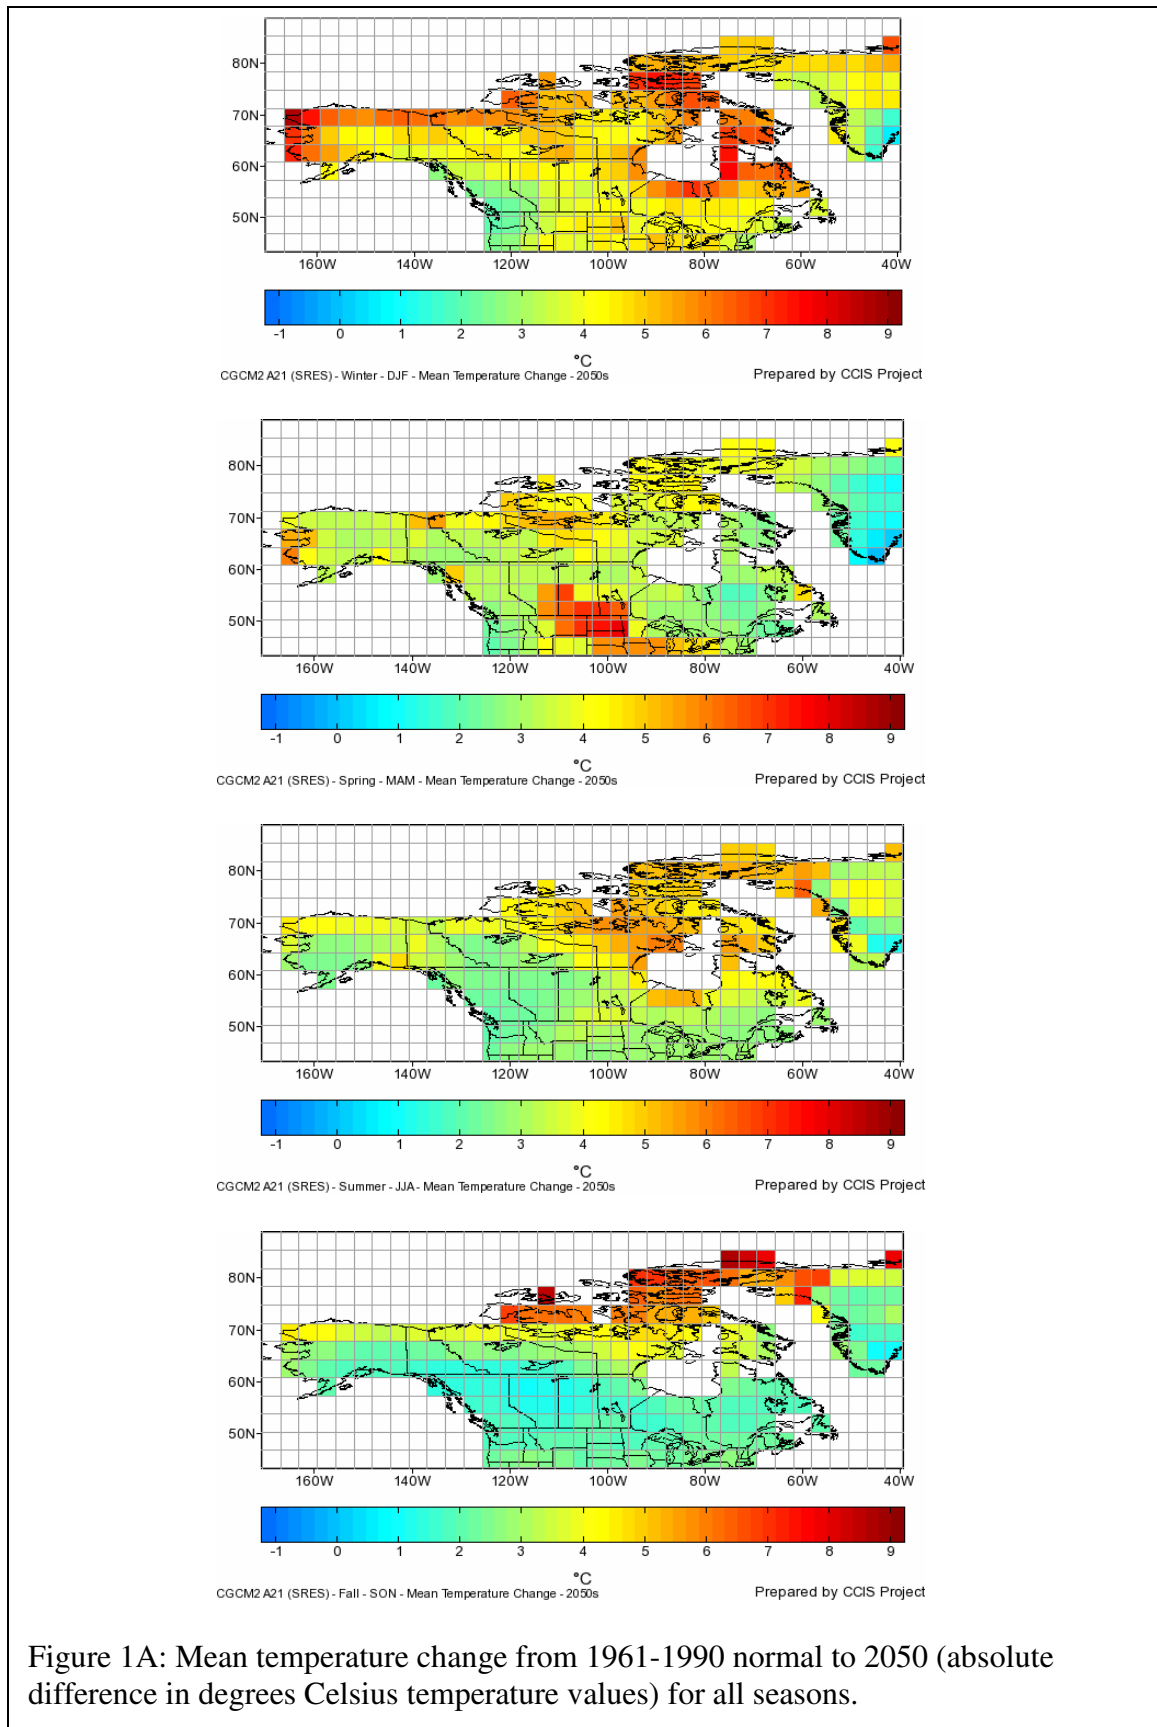 80N
70N
60N
50N
160W 140W 120W 100W 80W 60W 40W
-1 0 1 2 3 4 5 6 7 8 9
°C
CGCM2 A21 (SRES) - Winter - DJF - Mean Temperature Change - 2050s Prepared by CCIS Project
80N
70N
60N
50N
160W 140W 120W 100W 80W 60W 40W
-1 0 1 2 3 4 5 6 7 8 9
°C
CGCM2 A21 (SRES) - Spring - MAM - Mean Temperature Change - 2050s Prepared by CCIS Project
80N
70N
60N
50N
160W 140W 120W 100W 80W 60W 40W
-1 0 1 2 3 4 5 6 7 8 9
°C
CGCM2 A21 (SRES) - Summer - JJA - Mean Temperature Change - 2050s Prepared by CCIS Project
80N
70N
60N
50N
160W 140W 120W 100W 80W 60W 40W
-1 0 1 2 3 4 5 6 7 8 9
°C
CGCM2 A21 (SRES) - Fall - SON - Mean Temperature Change - 2050s Prepared by CCIS Project
Figure 1A: Mean temperature change from 1961-1990 normal to 2050 (absolute
difference in degrees Celsius temperature values) for all seasons.